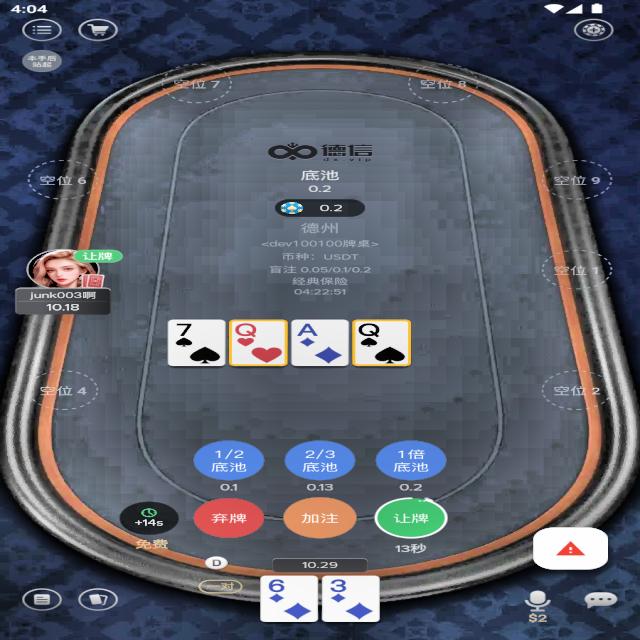 4:04
本手后
站起
空位 7
空位 8
德信
dx.vip
底池
0.2
0.2
空位 6
空位 9
德州
<dev100100牌桌>
币种：USDT
盲注 0.05/0.1/0.2
经典保险
04:22:51
让牌
junk003啊
10.18
空位 1
7 Q A Q
空位 4
空位 2
1/2
底池
2/3
底池
1倍
底池
0.1
0.13
0.2
+14s
弃牌
加注
让牌
免费
13秒
D
10.29
一对
6 3
$2